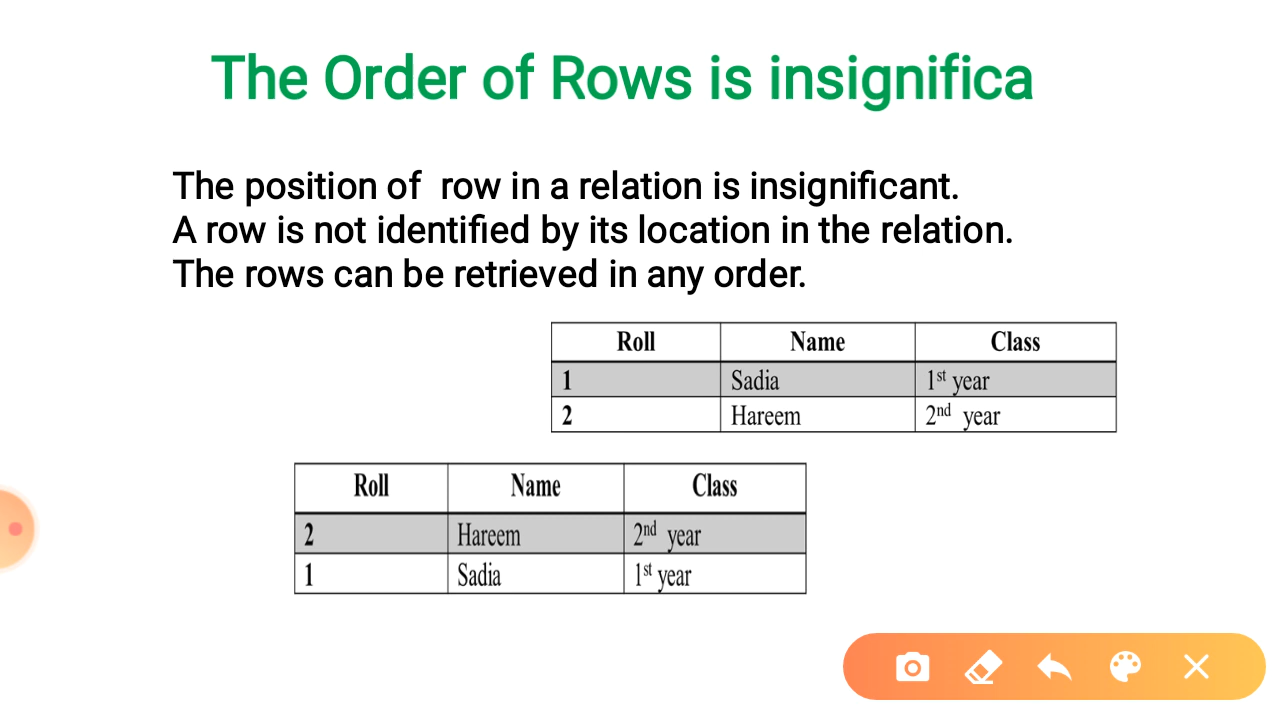 The Order of Rows is insignifica
The position of  row in a relation is insignificant.
A row is not identified by its location in the relation.
The rows can be retrieved in any order.
Roll Name Class
1 Sadia 1st year
2 Hareem 2nd year
Roll Name Class
2 Hareem 2nd year
1 Sadia 1st year